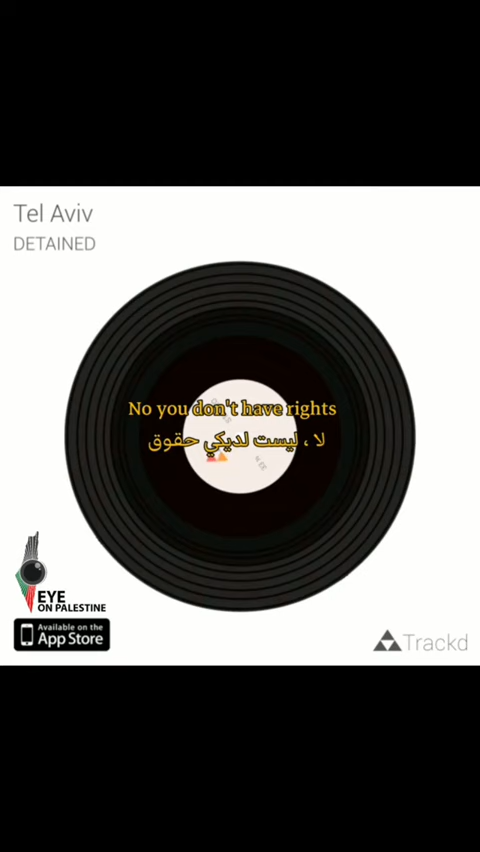 Tel Aviv
DETAINED
No you don't have rights
لا ، ليست لديكي حقوق
EYE
ON PALESTINE
Available on the
App Store
Trackd